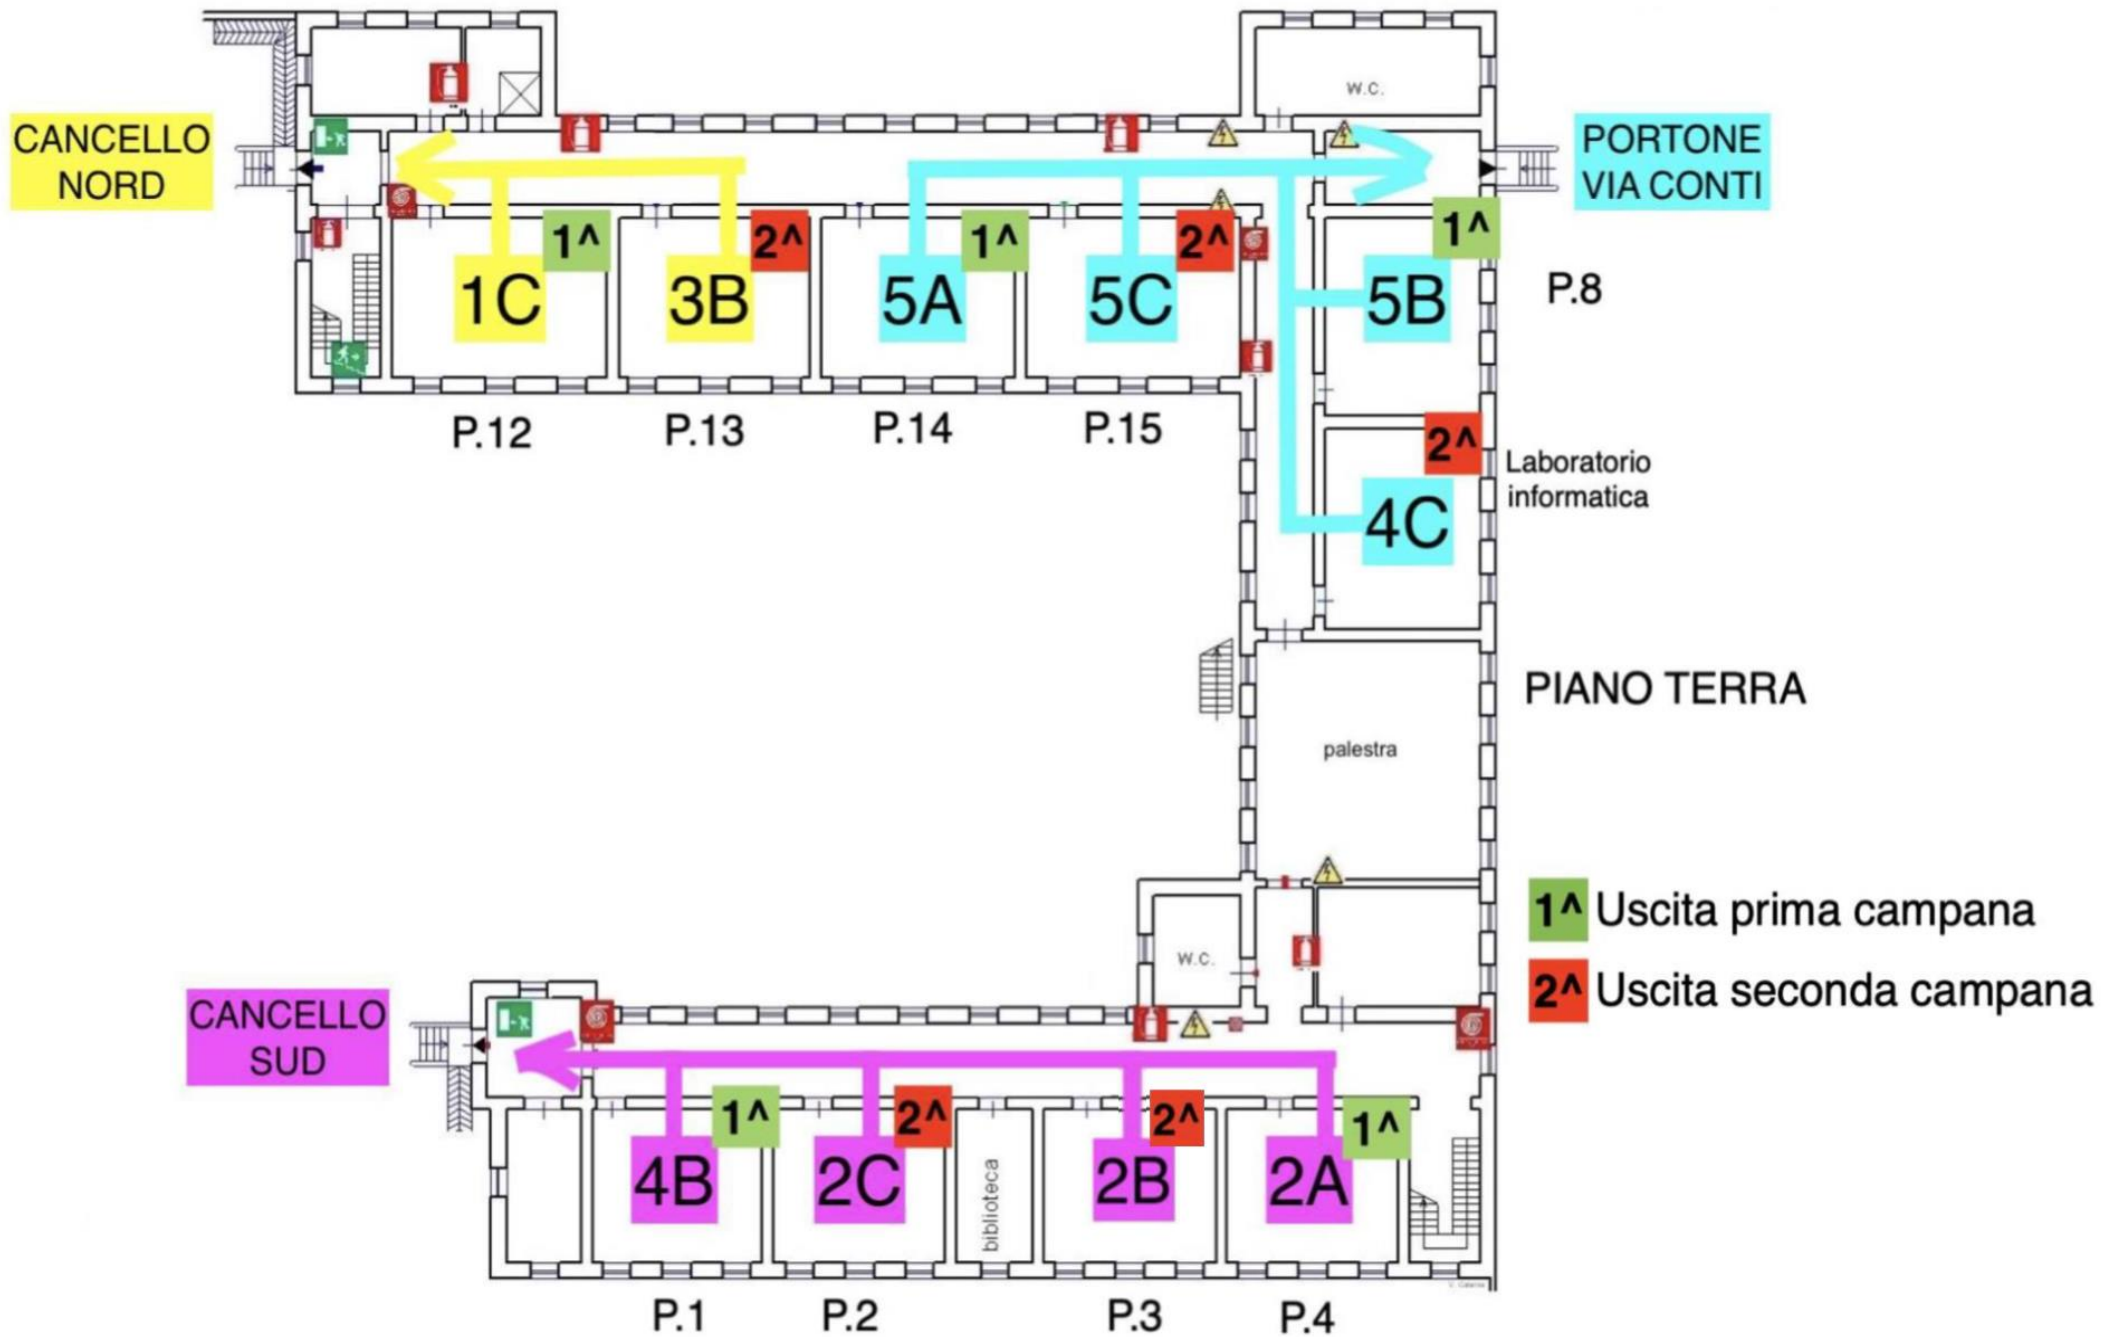 W.C.
CANCELLO
NORD
PORTONE
VIA CONTI
1^
2^
1^
2^
1^
1C
3B
5A
5C
5B
P.8
P.12
P.13
P.14
P.15
2^
Laboratorio
informatica
4C
PIANO TERRA
palestra
1^ Uscita prima campana
W.C.
2^ Uscita seconda campana
CANCELLO
SUD
1^
2^
2^
1^
4B
2C
biblioteca
2B
2A
P.1
P.2
P.3
P.4